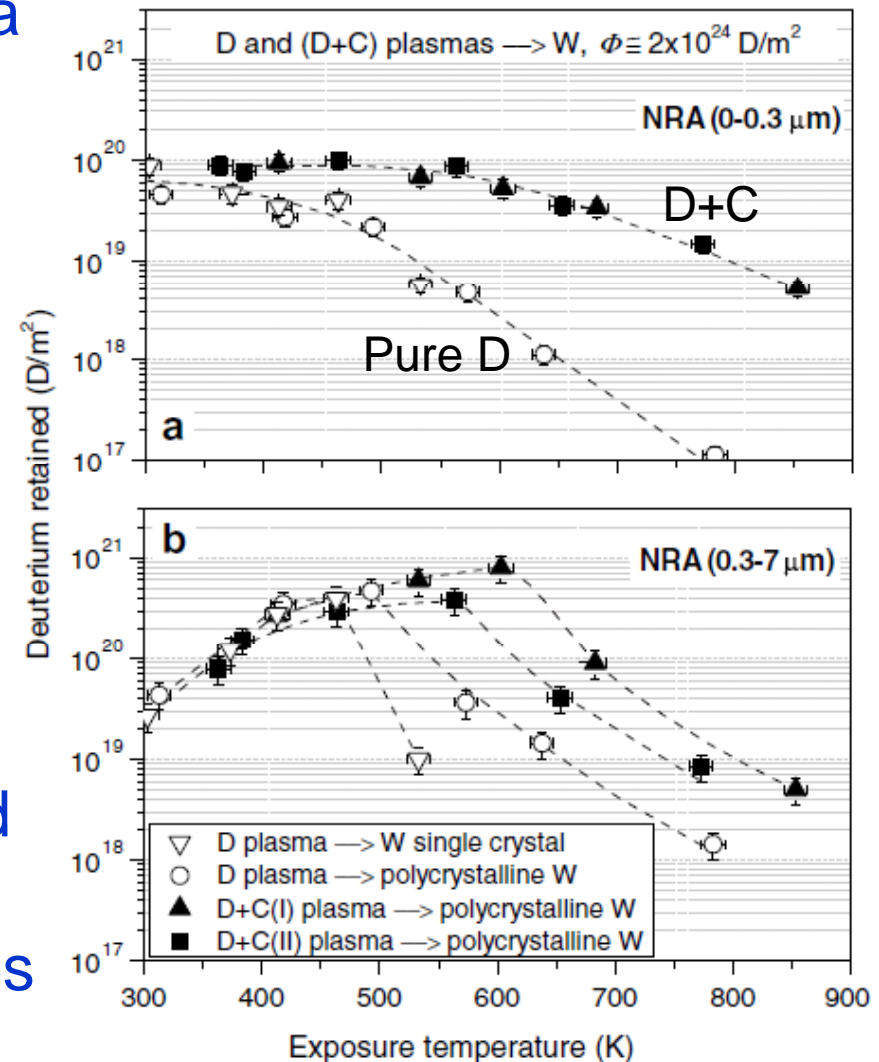 a
D and (D+C) plasmas —> W, Φ ≅ 2x10²⁴ D/m²
NRA (0-0.3 μm)
D+C
Pure D
a
10²¹
10²⁰
10¹⁹
10¹⁸
10¹⁷
Deuterium retained (D/m²)
b
NRA (0.3-7 μm)
10²¹
10²⁰
10¹⁹
10¹⁸
10¹⁷
d
s
D plasma —> W single crystal
D plasma —> polycrystalline W
D+C(I) plasma —> polycrystalline W
D+C(II) plasma —> polycrystalline W
300 400 500 600 700 800 900
Exposure temperature (K)